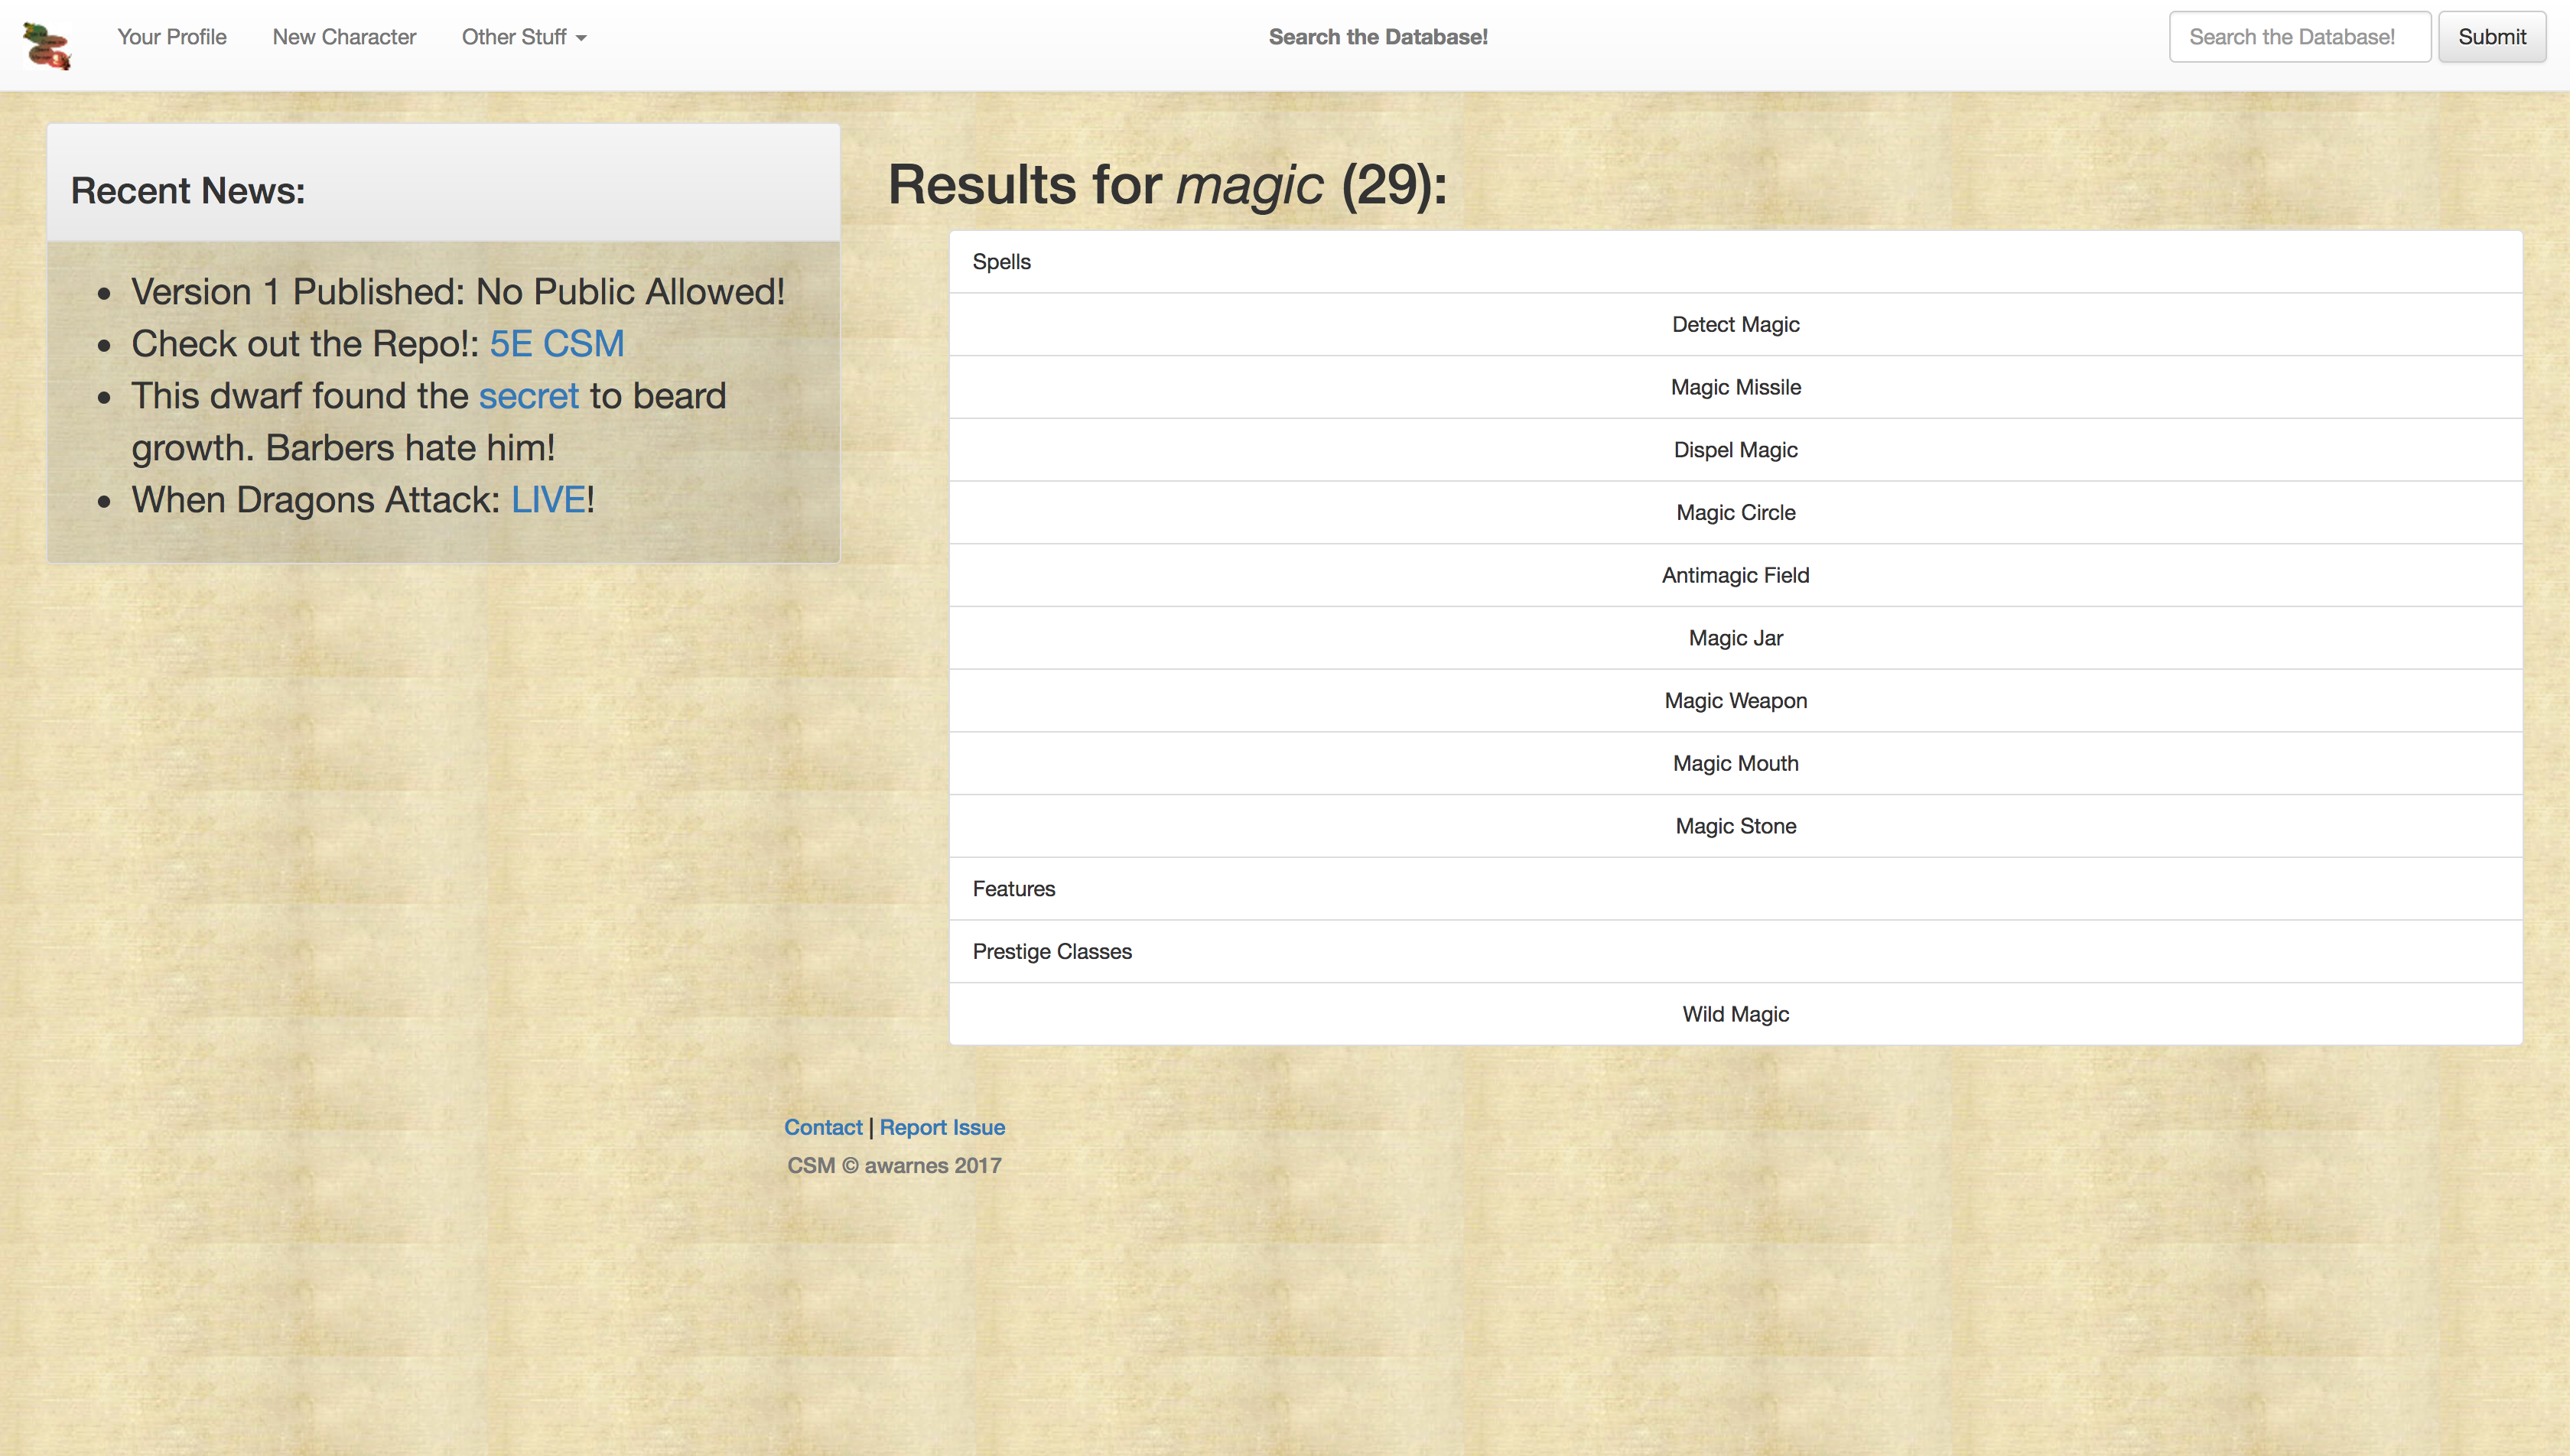 Your Profile New Character Other Stuff Search the Database! Search the Database! Submit
Recent News:
Version 1 Published: No Public Allowed!
Check out the Repo!: 5E CSM
This dwarf found the secret to beard
growth. Barbers hate him!
When Dragons Attack: LIVE!
Results for magic (29):
Spells
Detect Magic
Magic Missile
Dispel Magic
Magic Circle
Antimagic Field
Magic Jar
Magic Weapon
Magic Mouth
Magic Stone
Features
Prestige Classes
Wild Magic
Contact | Report Issue
CSM © awarnes 2017